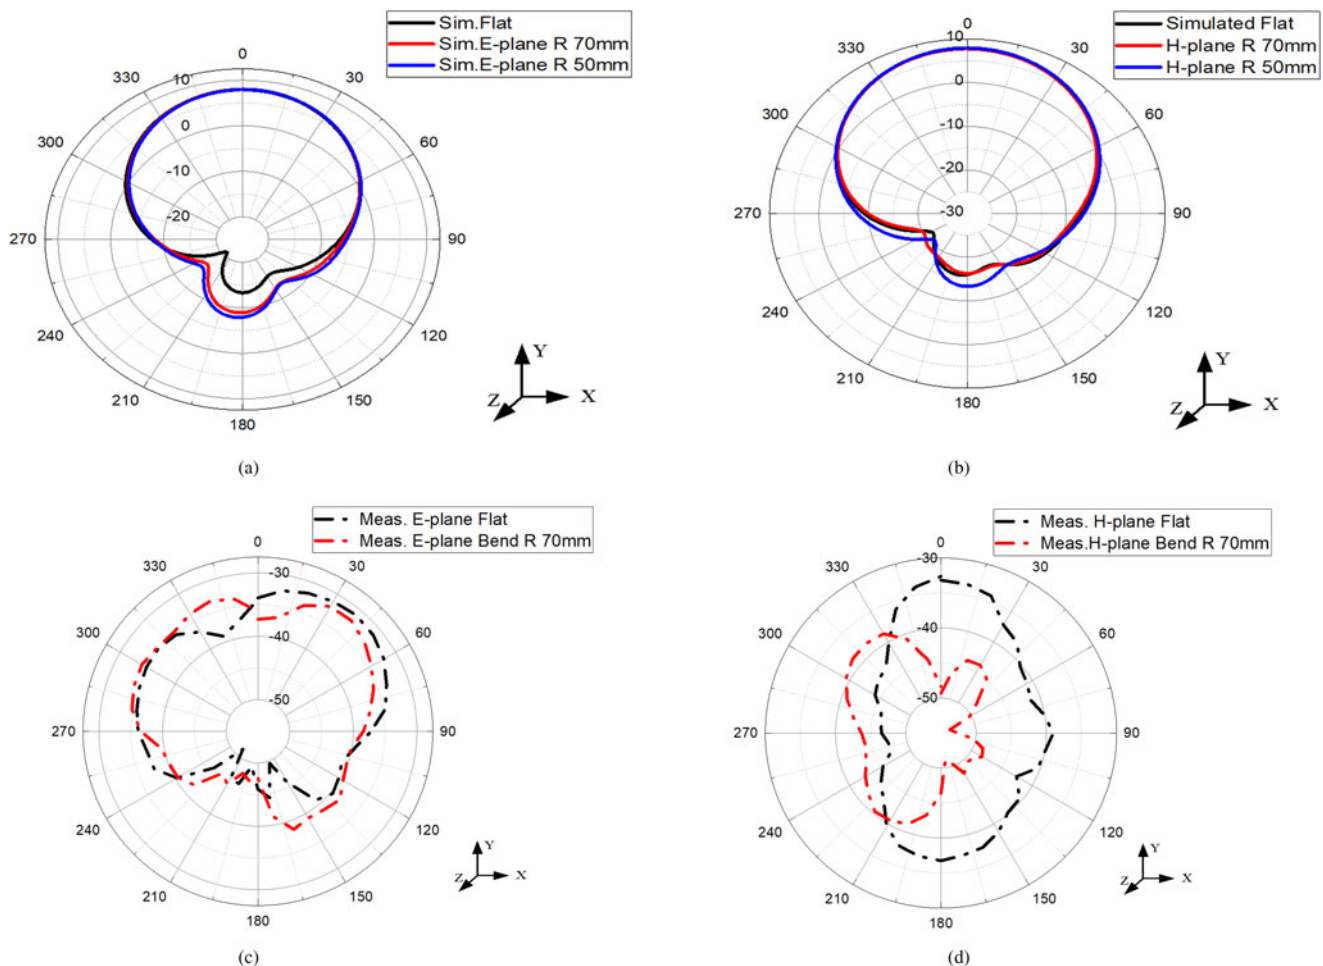 Sim.Flat
Sim.E-plane R 70mm
Sim.E-plane R 50mm
0
30
60
90
120
150
180
210
240
270
300
330
10
0
-10
-20
Y
X
Z
(a)
Simulated Flat
H-plane R 70mm
H-plane R 50mm
0
30
60
90
120
150
180
210
240
270
300
330
10
0
-10
-20
-30
Y
X
Z
(b)
Meas. E-plane Flat
Meas. E-plane Bend R 70mm
0
30
60
90
120
150
180
210
240
270
300
330
-30
-40
-50
Y
X
Z
(c)
Meas. H-plane Flat
Meas.H-plane Bend R 70mm
0
30
60
90
120
150
180
210
240
270
300
330
-30
-40
-50
Y
X
Z
(d)